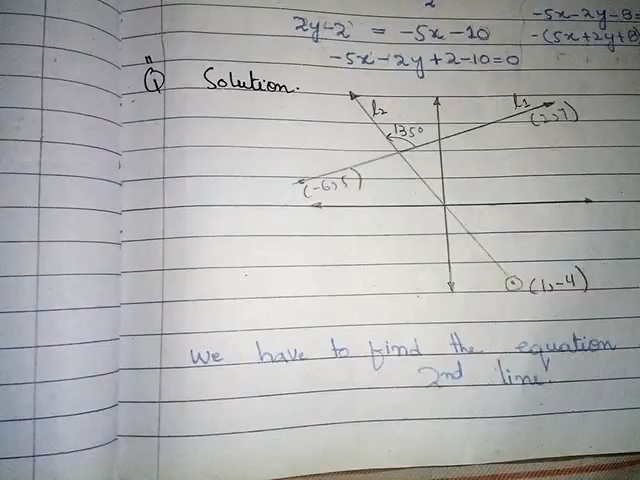 2
2y-2 = -5x-10
-5x-2y-8=
-(5x+2y+8)
-5x-2y+2-10=0
Q Solution.
l2
l1
135°
(2,7)
(-6,5)
(1,-4)
We have to find the equation
2nd line